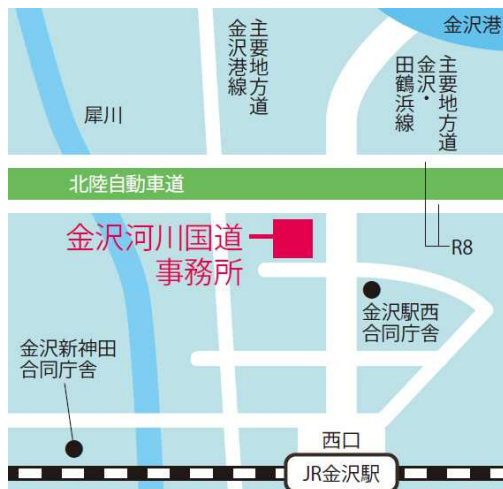 金沢港
主要地方道
金沢港線
主要地方道
金沢・
田鶴浜線
犀川
北陸自動車道
金沢河川国道
事務所
R8
金沢駅西
合同庁舎
金沢新神田
合同庁舎
西口
JR金沢駅